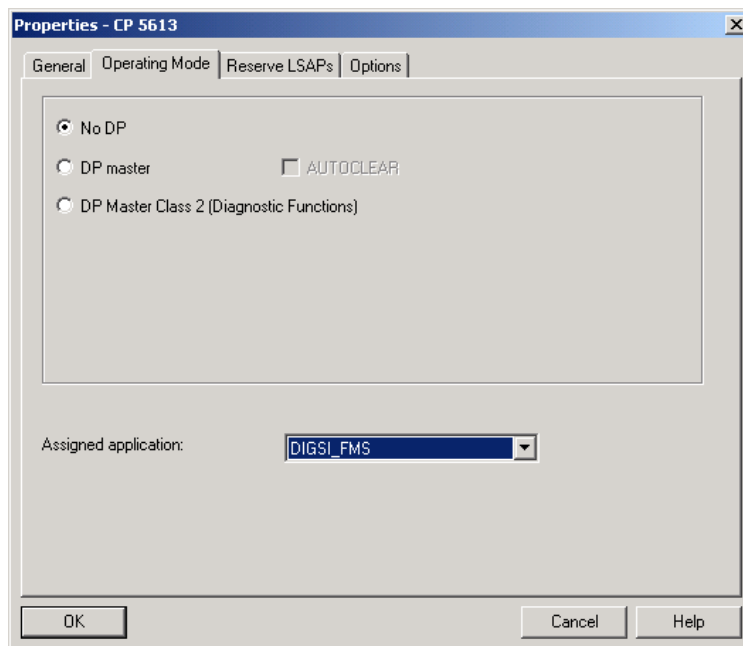 Properties - CP 5613
General Operating Mode Reserve LSAPs Options
No DP
DP master AUTOCLEAR
DP Master Class 2 (Diagnostic Functions)
Assigned application: DIGSI_FMS
OK Cancel Help